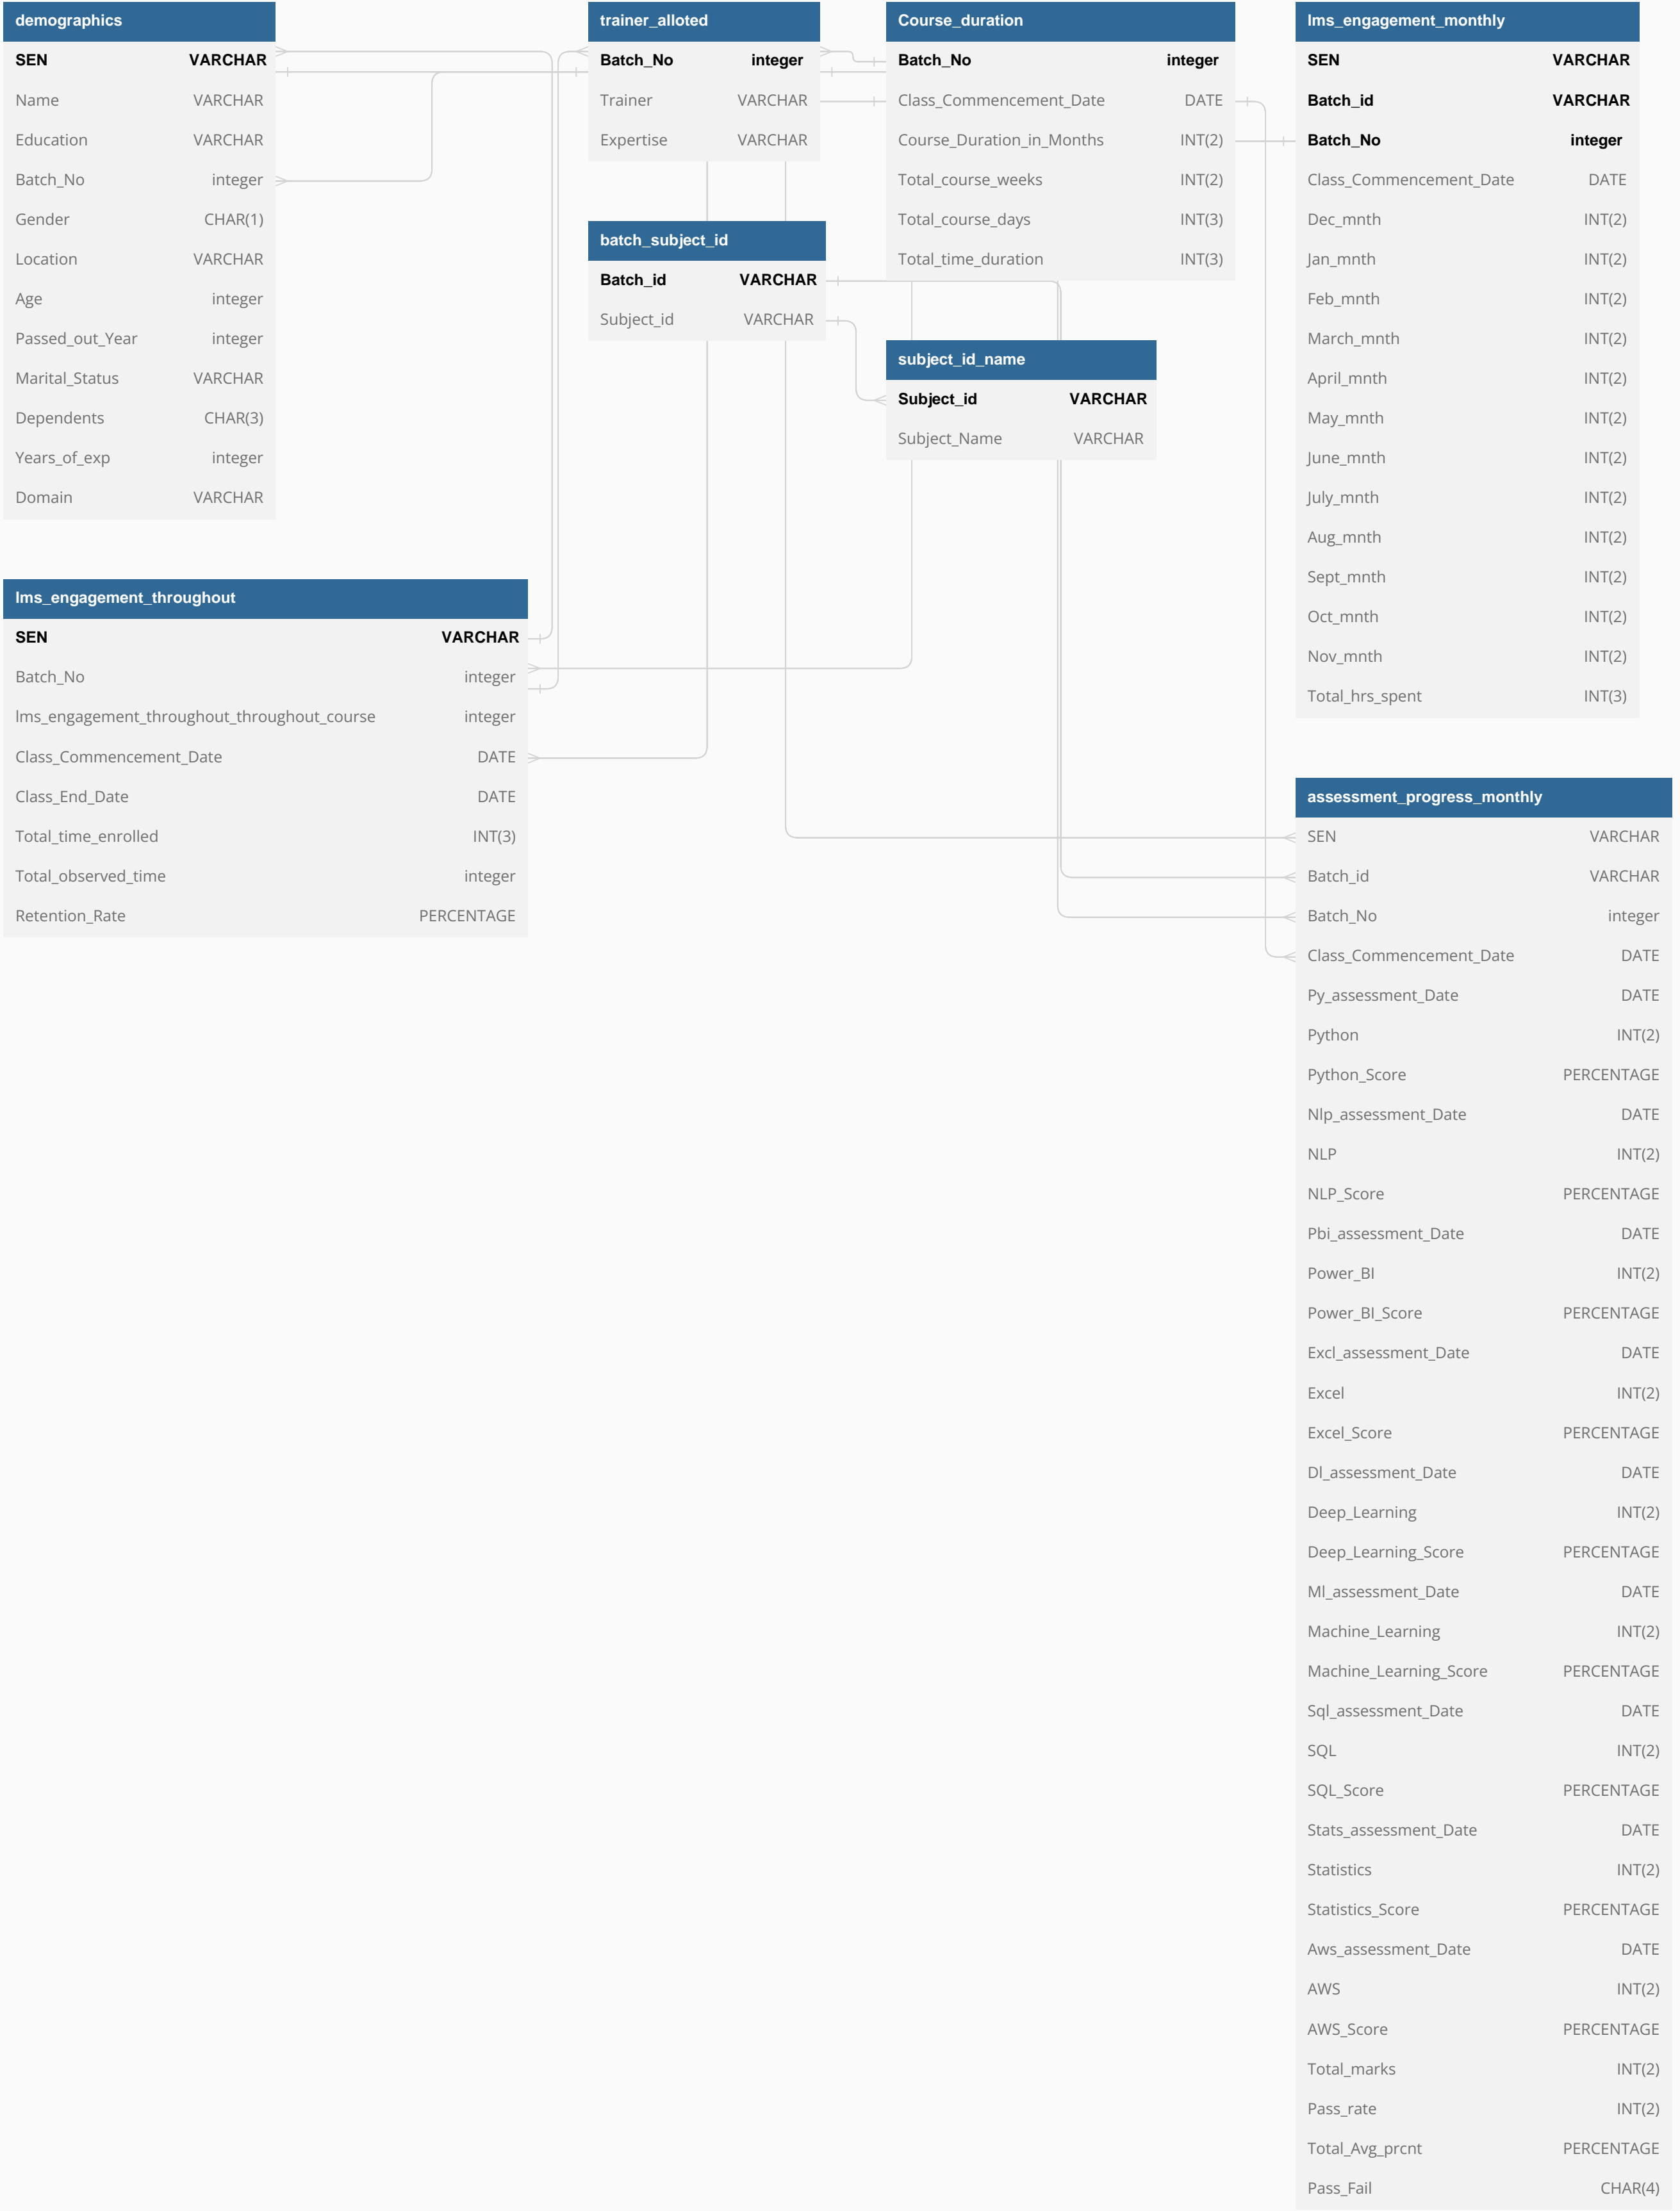 demographics
SEN VARCHAR
Name VARCHAR
Education VARCHAR
Batch_No integer
Gender CHAR(1)
Location VARCHAR
Age integer
Passed_out_Year integer
Marital_Status VARCHAR
Dependents CHAR(3)
Years_of_exp integer
Domain VARCHAR
trainer_alloted
Batch_No integer
Trainer VARCHAR
Expertise VARCHAR
batch_subject_id
Batch_id VARCHAR
Subject_id VARCHAR
Course_duration
Batch_No integer
Class_Commencement_Date DATE
Course_Duration_in_Months INT(2)
Total_course_weeks INT(2)
Total_course_days INT(3)
Total_time_duration INT(3)
subject_id_name
Subject_id VARCHAR
Subject_Name VARCHAR
lms_engagement_monthly
SEN VARCHAR
Batch_id VARCHAR
Batch_No integer
Class_Commencement_Date DATE
Dec_mnth INT(2)
Jan_mnth INT(2)
Feb_mnth INT(2)
March_mnth INT(2)
April_mnth INT(2)
May_mnth INT(2)
June_mnth INT(2)
July_mnth INT(2)
Aug_mnth INT(2)
Sept_mnth INT(2)
Oct_mnth INT(2)
Nov_mnth INT(2)
Total_hrs_spent INT(3)
lms_engagement_throughout
SEN VARCHAR
Batch_No integer
lms_engagement_throughout_throughout_course integer
Class_Commencement_Date DATE
Class_End_Date DATE
Total_time_enrolled INT(3)
Total_observed_time integer
Retention_Rate PERCENTAGE
assessment_progress_monthly
SEN VARCHAR
Batch_id VARCHAR
Batch_No integer
Class_Commencement_Date DATE
Py_assessment_Date DATE
Python INT(2)
Python_Score PERCENTAGE
Nlp_assessment_Date DATE
NLP INT(2)
NLP_Score PERCENTAGE
Pbi_assessment_Date DATE
Power_BI INT(2)
Power_BI_Score PERCENTAGE
Excl_assessment_Date DATE
Excel INT(2)
Excel_Score PERCENTAGE
Dl_assessment_Date DATE
Deep_Learning INT(2)
Deep_Learning_Score PERCENTAGE
Ml_assessment_Date DATE
Machine_Learning INT(2)
Machine_Learning_Score PERCENTAGE
Sql_assessment_Date DATE
SQL INT(2)
SQL_Score PERCENTAGE
Stats_assessment_Date DATE
Statistics INT(2)
Statistics_Score PERCENTAGE
Aws_assessment_Date DATE
AWS INT(2)
AWS_Score PERCENTAGE
Total_marks INT(2)
Pass_rate INT(2)
Total_Avg_prcnt PERCENTAGE
Pass_Fail CHAR(4)